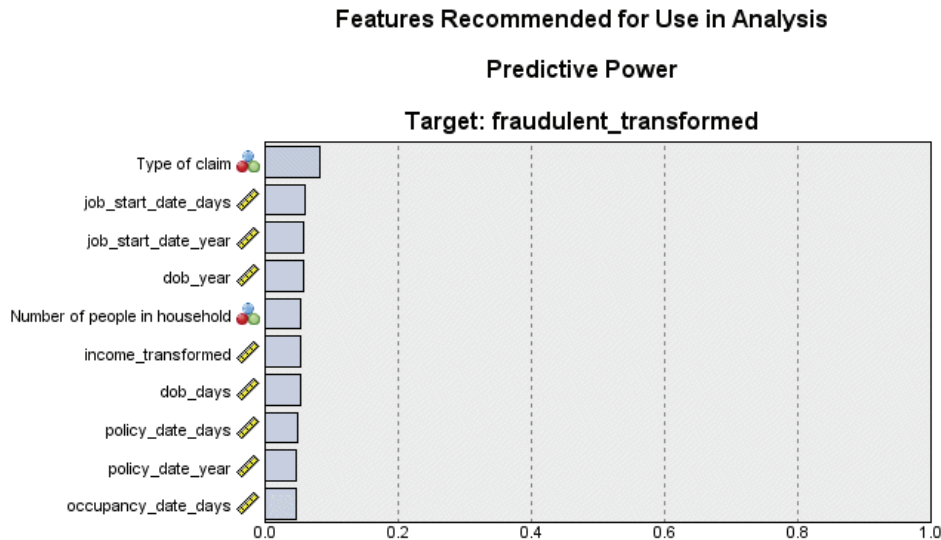 Features Recommended for Use in Analysis
Predictive Power
Target: fraudulent_transformed
Type of claim
job_start_date_days
job_start_date_year
dob_year
Number of people in household
income_transformed
dob_days
policy_date_days
policy_date_year
occupancy_date_days
0.0 0.2 0.4 0.6 0.8 1.0